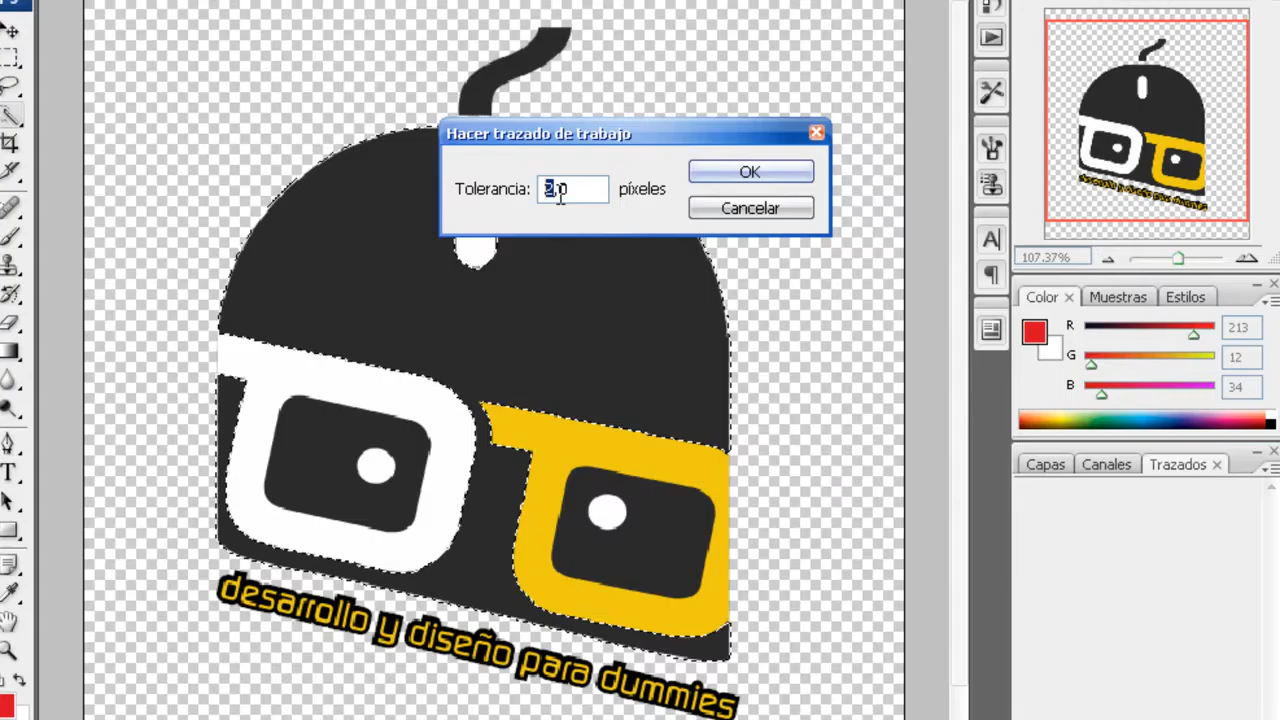 Hacer trazado de trabajo
Tolerancia: 2,0 píxeles
OK
Cancelar
107.37%
Color Muestras Estilos
R 213
G 12
B 34
Capas Canales Trazados
desarrollo y diseño para dummies